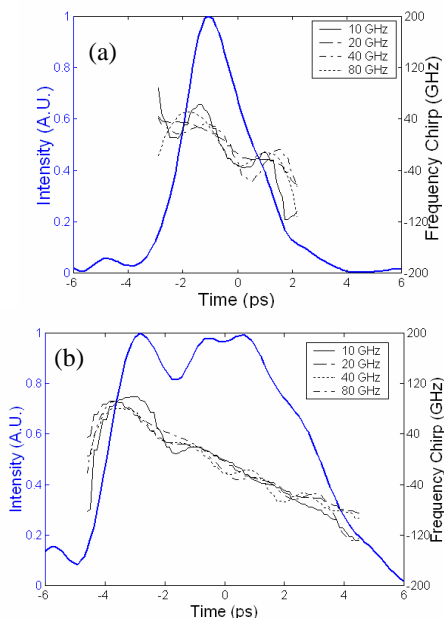 (a)
10 GHz
20 GHz
40 GHz
80 GHz
Intensity (A.U.)
1
0.8
0.6
0.4
0.2
0
200
120
40
-40
-120
-200
Frequency Chirp (GHz)
-6 -4 -2 0 2 4 6
Time (ps)
(b)
10 GHz
20 GHz
40 GHz
80 GHz
Intensity (A.U.)
1
0.8
0.6
0.4
0.2
0
200
120
40
-40
-120
-200
Frequency Chirp (GHz)
-6 -4 -2 0 2 4 6
Time (ps)